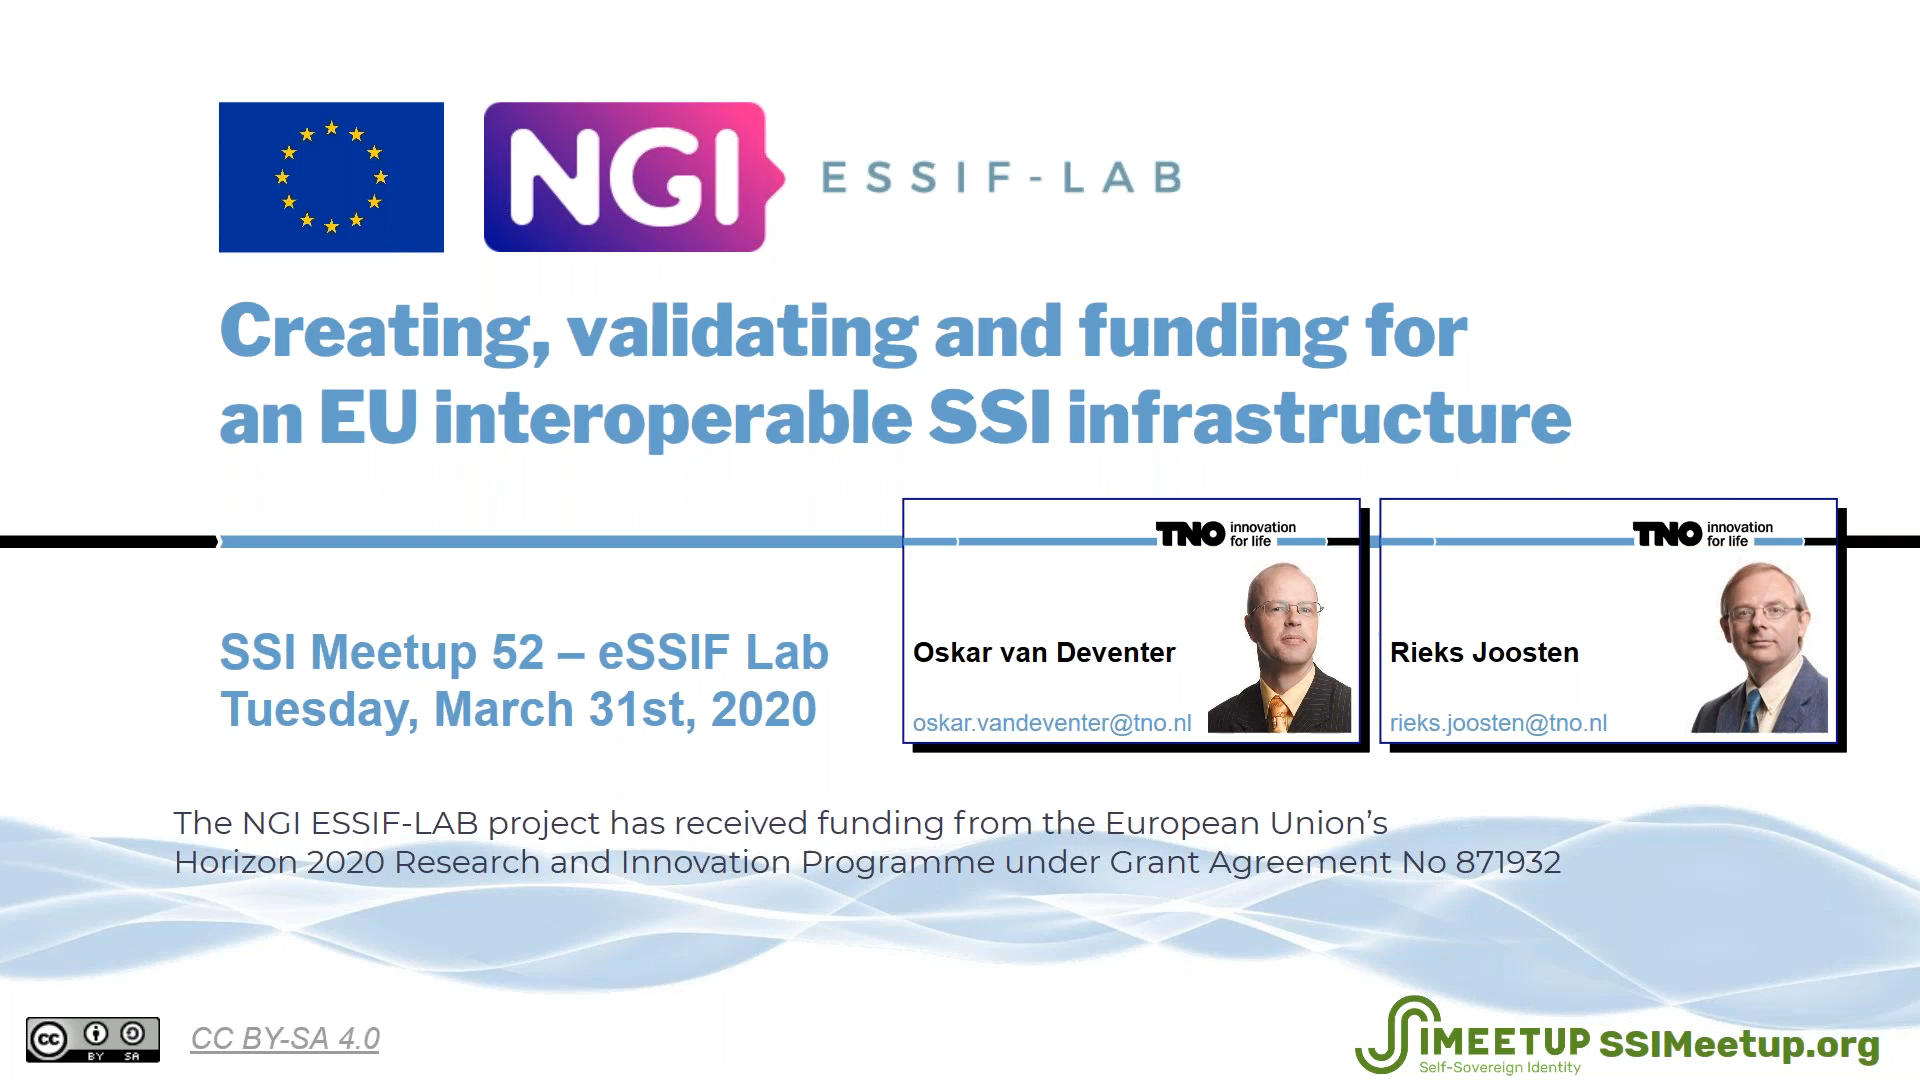 NGI
ESSIF-LAB
Creating, validating and funding for
an EU interoperable SSI infrastructure
TNO innovation
for life
Oskar van Deventer
oskar.vandeventer@tno.nl
TNO innovation
for life
Rieks Joosten
rieks.joosten@tno.nl
SSI Meetup 52 – eSSIF Lab
Tuesday, March 31st, 2020
The NGI ESSIF-LAB project has received funding from the European Union’s
Horizon 2020 Research and Innovation Programme under Grant Agreement No 871932
cc BY SA
CC BY-SA 4.0
SSIMEETUP
Self-Sovereign Identity
SSIMeetup.org